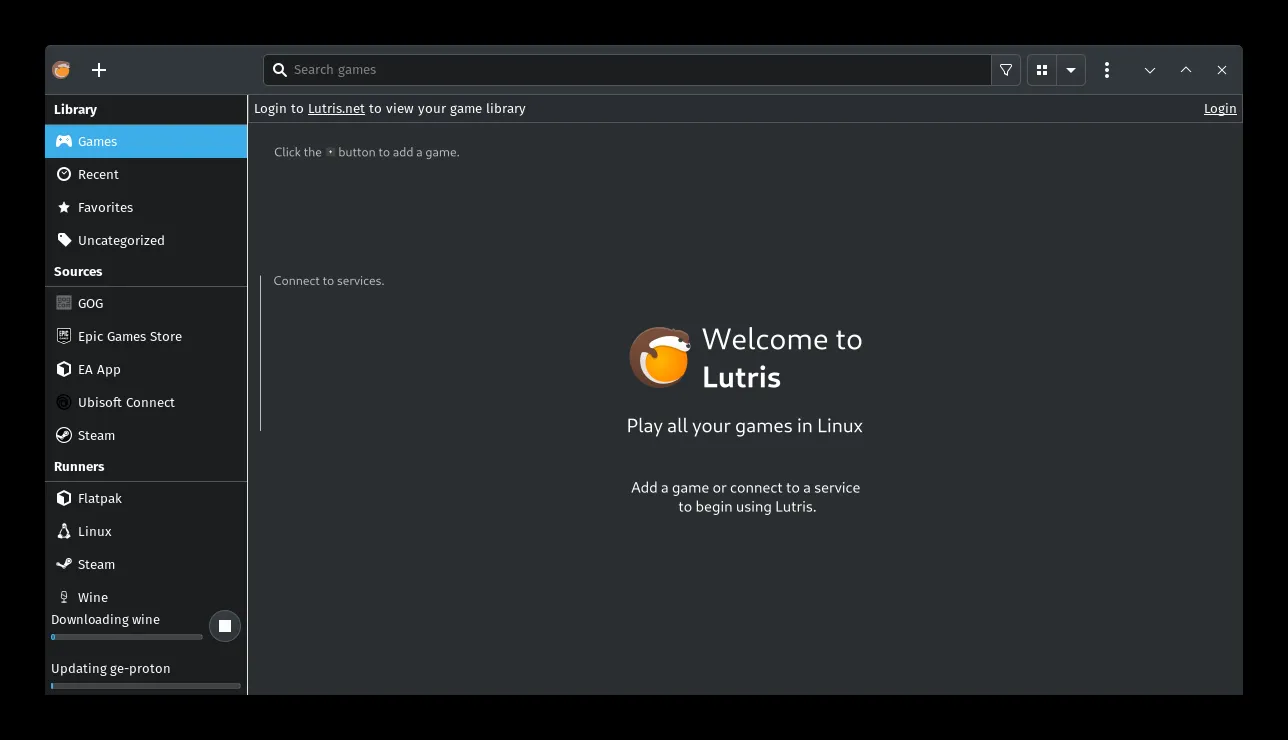 Search games
Library
Games
Recent
Favorites
Uncategorized
Sources
GOG
Epic Games Store
EA App
Ubisoft Connect
Steam
Runners
Flatpak
Linux
Steam
Wine
Downloading wine
Updating ge-proton
Login to Lutris.net to view your game library
Login
Click the + button to add a game.
Connect to services.
Welcome to
Lutris
Play all your games in Linux
Add a game or connect to a service
to begin using Lutris.